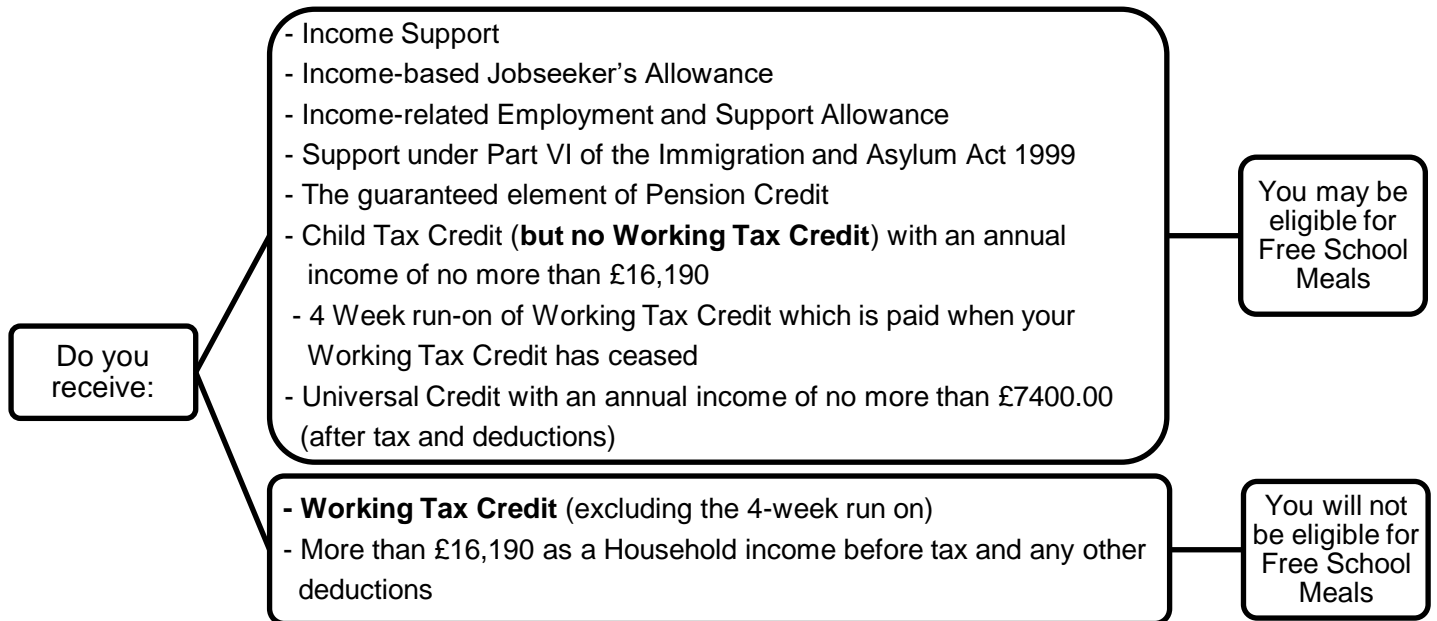 Do you
receive:
- Income Support
- Income-based Jobseeker’s Allowance
- Income-related Employment and Support Allowance
- Support under Part VI of the Immigration and Asylum Act 1999
- The guaranteed element of Pension Credit
- Child Tax Credit (but no Working Tax Credit) with an annual
income of no more than £16,190
- 4 Week run-on of Working Tax Credit which is paid when your
Working Tax Credit has ceased
- Universal Credit with an annual income of no more than £7400.00
(after tax and deductions)
You may be
eligible for
Free School
Meals
- Working Tax Credit (excluding the 4-week run on)
- More than £16,190 as a Household income before tax and any other
deductions
You will not
be eligible for
Free School
Meals